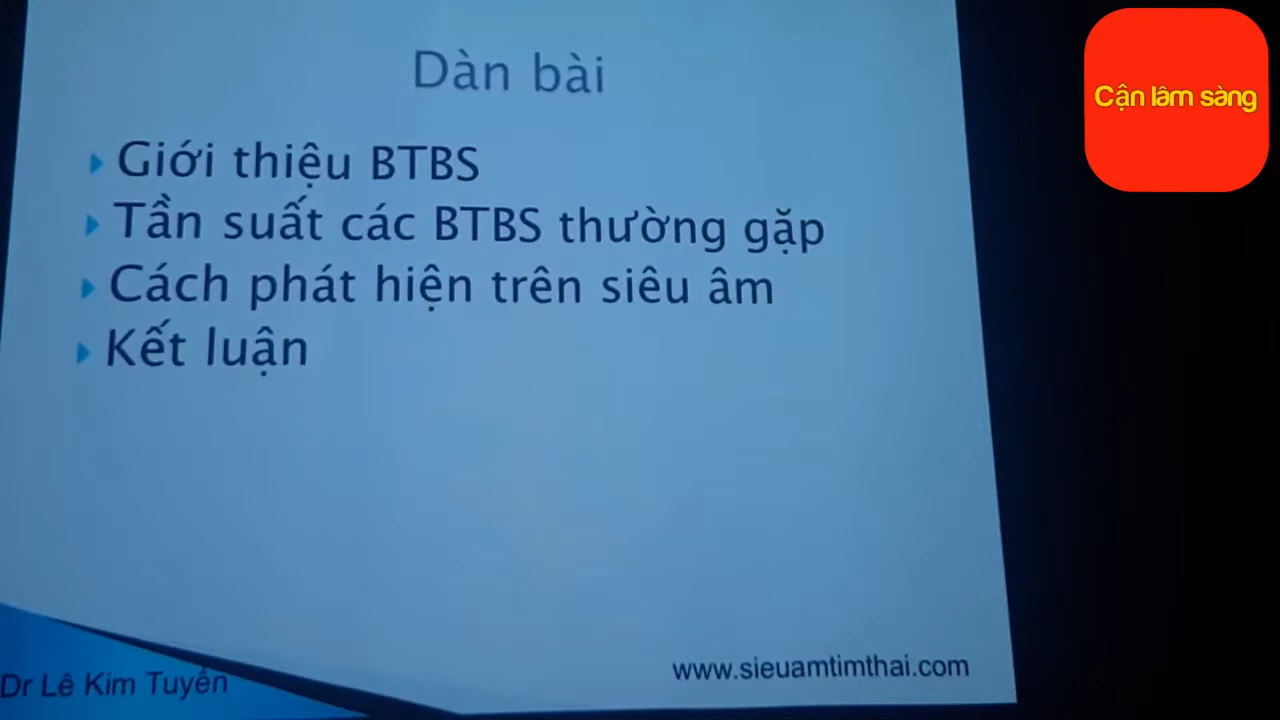 Dàn bài
Cận lâm sàng
Giới thiệu BTBS
Tần suất các BTBS thường gặp
Cách phát hiện trên siêu âm
Kết luận
www.sieuamtimthai.com
Dr Lê Kim Tuyến